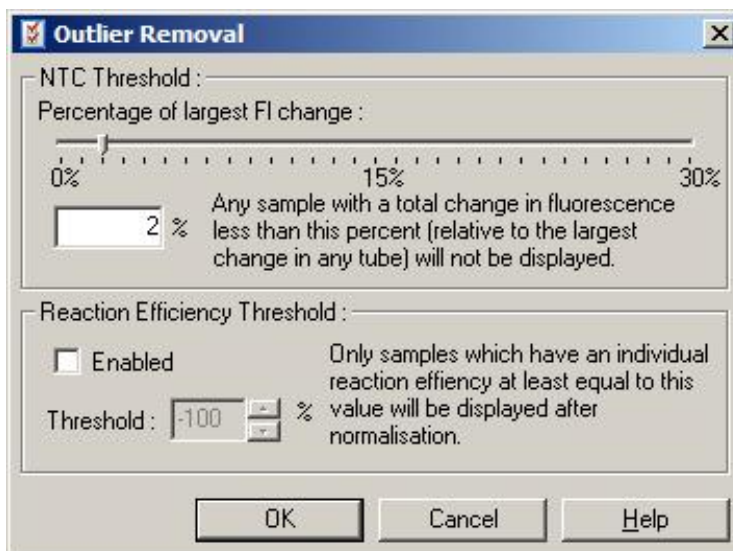 Outlier Removal
NTC Threshold :
Percentage of largest Fl change :
0% 15% 30%
2 %
Any sample with a total change in fluorescence
less than this percent (relative to the largest
change in any tube) will not be displayed.
Reaction Efficiency Threshold :
Enabled
Threshold : -100 %
Only samples which have an individual
reaction effiency at least equal to this
value will be displayed after
normalisation.
OK Cancel Help